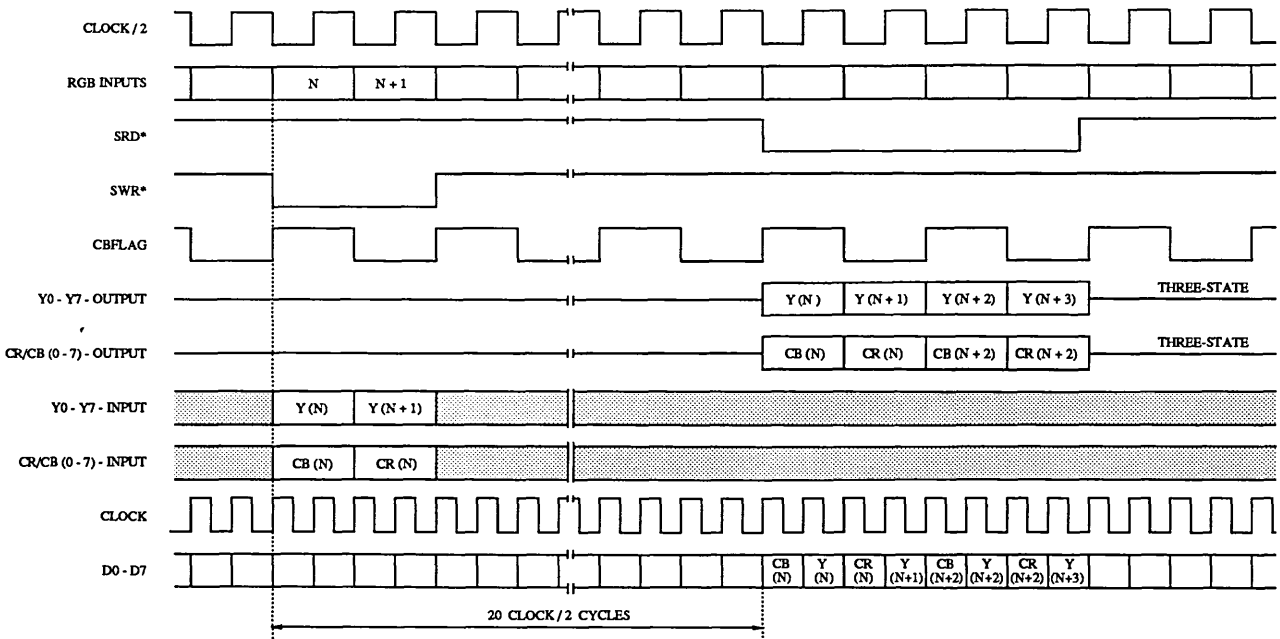 CLOCK / 2
RGB INPUTS
N
N + 1
SRD*
SWR*
CBFLAG
Y0 - Y7 - OUTPUT
Y (N )
Y (N + 1)
Y (N + 2)
Y (N + 3)
THREE-STATE
CR/CB (0 - 7) - OUTPUT
CB (N)
CR (N)
CB (N + 2)
CR (N + 2)
THREE-STATE
Y0 - Y7 - INPUT
Y (N)
Y (N + 1)
CR/CB (0 - 7) - INPUT
CB (N)
CR (N)
CLOCK
D0 - D7
CB
(N)
Y
(N)
CR
(N)
Y
(N+1)
CB
(N+2)
Y
(N+2)
CR
(N+2)
Y
(N+3)
20 CLOCK / 2 CYCLES